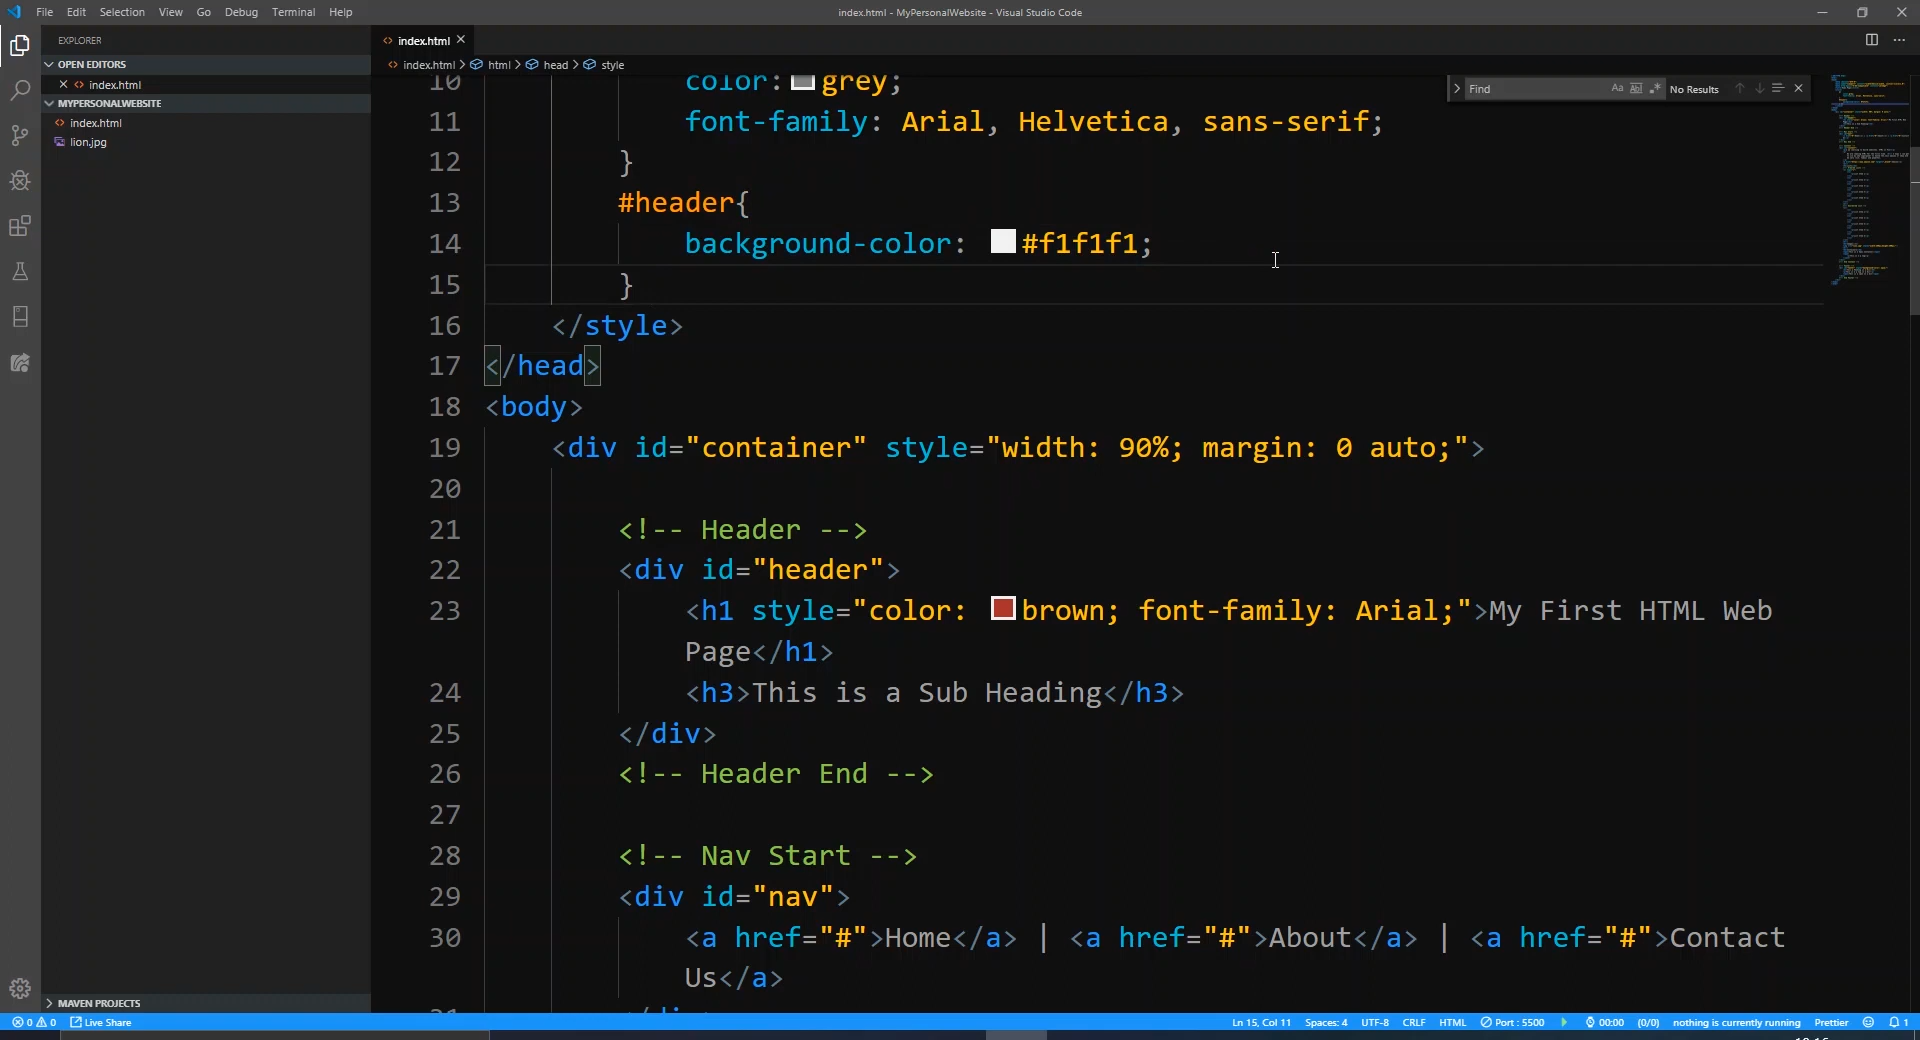 File Edit Selection View Go Debug Terminal Help
index.html - MyPersonalWebsite - Visual Studio Code
EXPLORER
OPEN EDITORS
index.html
MYPERSONALWEBSITE
index.html
lion.jpg
MAVEN PROJECTS
index.html
index.html > html > head > style
Find
Aa Abl .* No Results
10 color: grey;
11 font-family: Arial, Helvetica, sans-serif;
12 }
13 #header{
14 background-color: #f1f1f1;
15 }
16 </style>
17 </head>
18 <body>
19 <div id="container" style="width: 90%; margin: 0 auto;">
20
21 <!-- Header -->
22 <div id="header">
23 <h1 style="color: brown; font-family: Arial;">My First HTML Web
Page</h1>
24 <h3>This is a Sub Heading</h3>
25 </div>
26 <!-- Header End -->
27
28 <!-- Nav Start -->
29 <div id="nav">
30 <a href="#">Home</a> | <a href="#">About</a> | <a href="#">Contact
Us</a>
0 0 Live Share
Ln 15, Col 11 Spaces: 4 UTF-8 CRLF HTML Port : 5500 00:00 (0/0) nothing is currently running Prettier 1